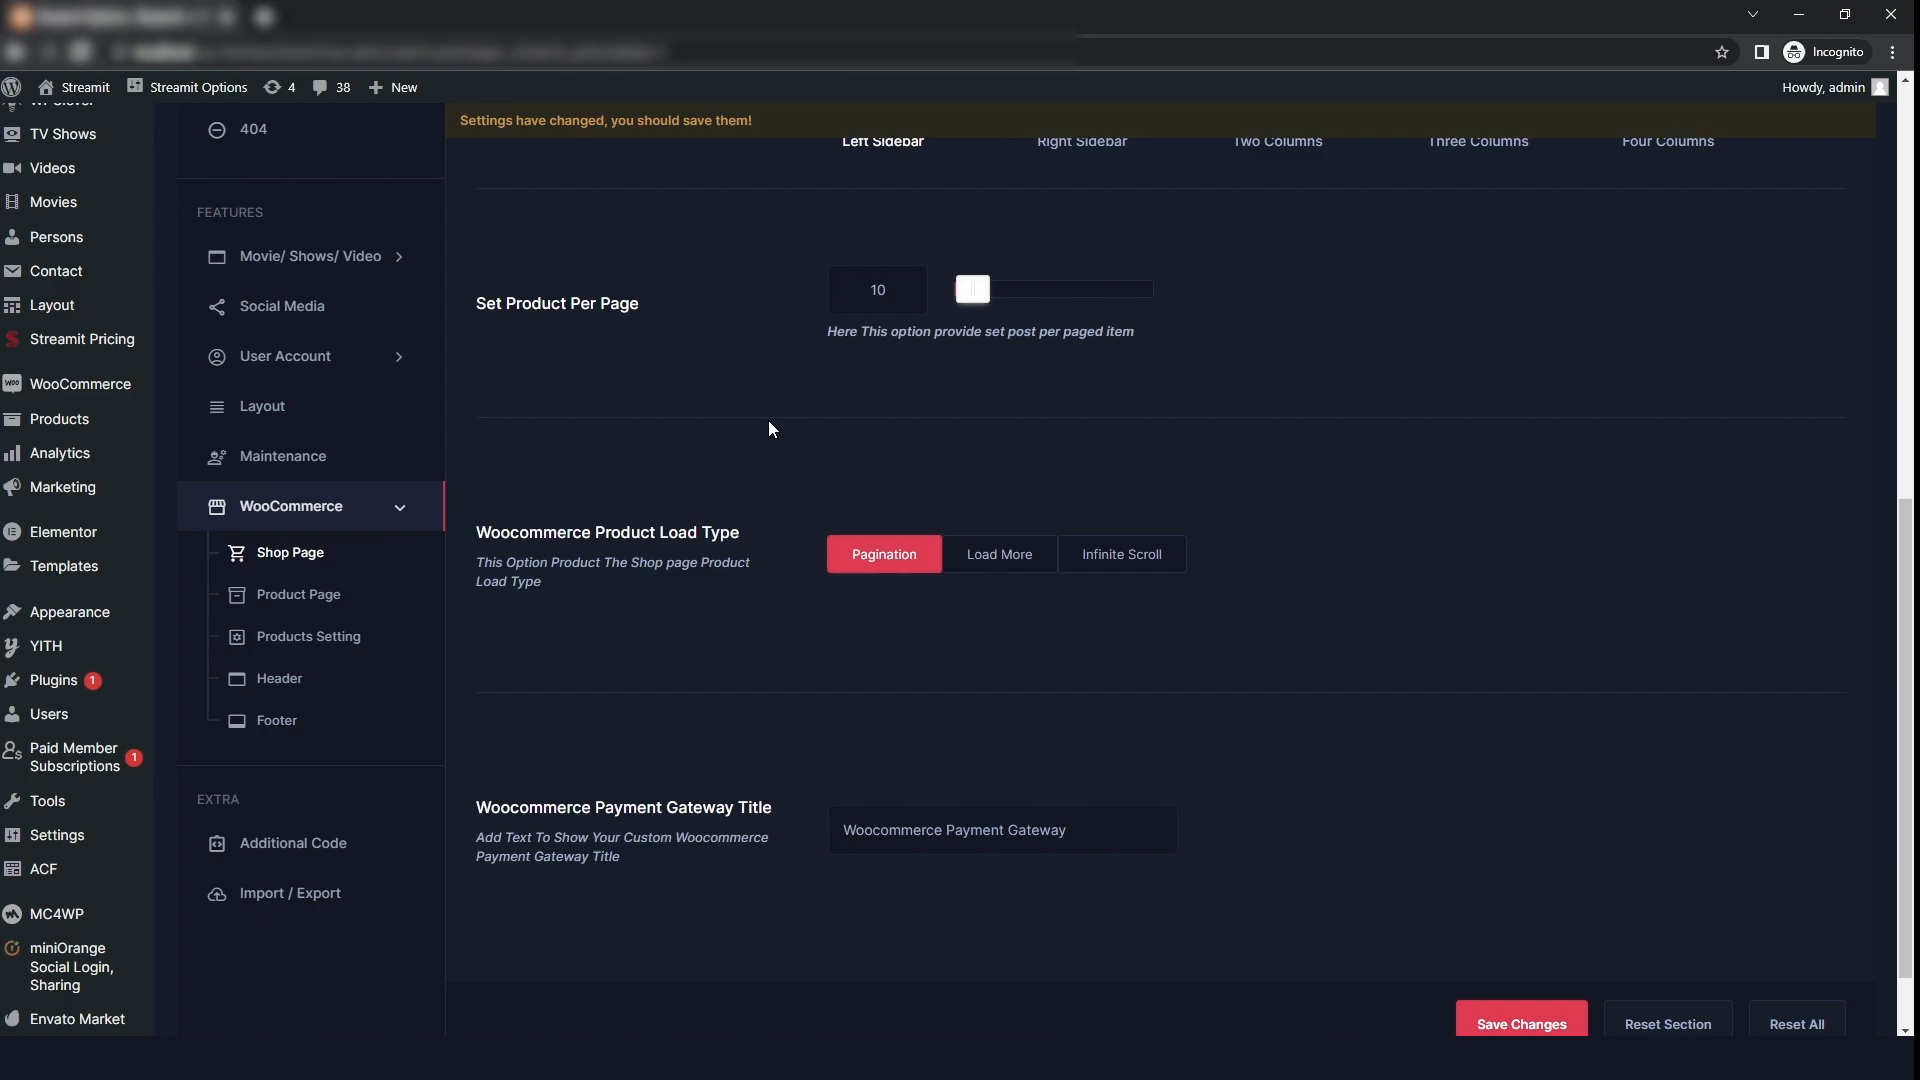 Incognito
Streamit
Streamit Options
4
38
New
Howdy, admin
TV Shows
Videos
Movies
Persons
Contact
Layout
Streamit Pricing
WooCommerce
Products
Analytics
Marketing
Elementor
Templates
Appearance
YITH
Plugins 1
Users
Paid Member
Subscriptions 1
Tools
Settings
ACF
MC4WP
miniOrange
Social Login,
Sharing
Envato Market
404
FEATURES
Movie/ Shows/ Video
Social Media
User Account
Layout
Maintenance
WooCommerce
Shop Page
Product Page
Products Setting
Header
Footer
EXTRA
Additional Code
Import / Export
Settings have changed, you should save them!
Left Sidebar
Right Sidebar
Two Columns
Three Columns
Four Columns
Set Product Per Page
10
Here This option provide set post per paged item
Woocommerce Product Load Type
This Option Product The Shop page Product
Load Type
Pagination
Load More
Infinite Scroll
Woocommerce Payment Gateway Title
Add Text To Show Your Custom Woocommerce
Payment Gateway Title
Woocommerce Payment Gateway
Save Changes
Reset Section
Reset All